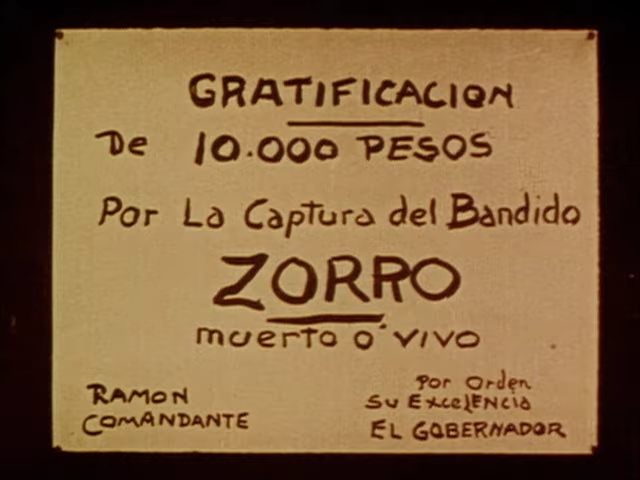 GRATIFICACION
De 10.000 PESOS
Por La Captura del Bandido
ZORRO
muerto ó vivo
RAMON
COMANDANTE
Por Orden
Su Excelencia
EL GOBERNADOR